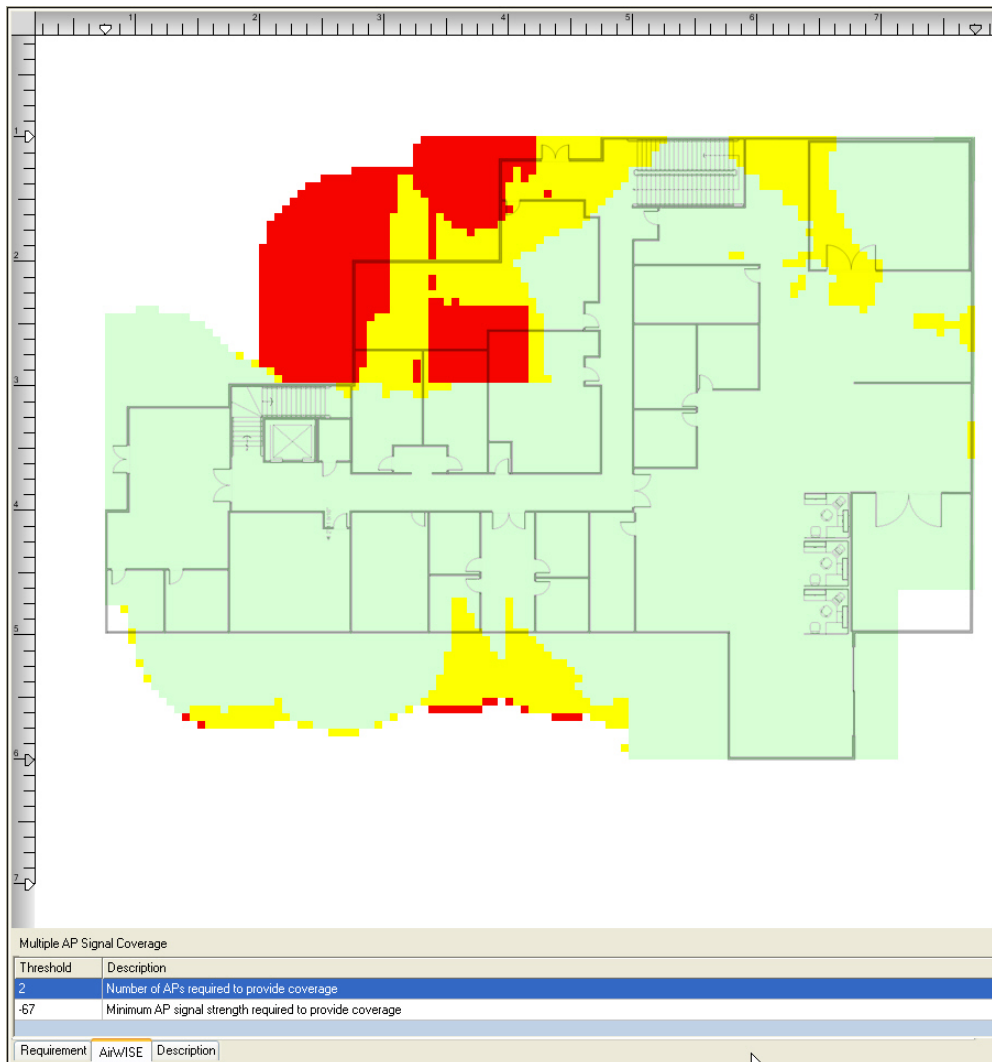 1 2 3 4 5 6 7
1
2
3
4
5
6
7
Multiple AP Signal Coverage
Threshold Description
2 Number of APs required to provide coverage
-67 Minimum AP signal strength required to provide coverage
Requirement AirWISE Description